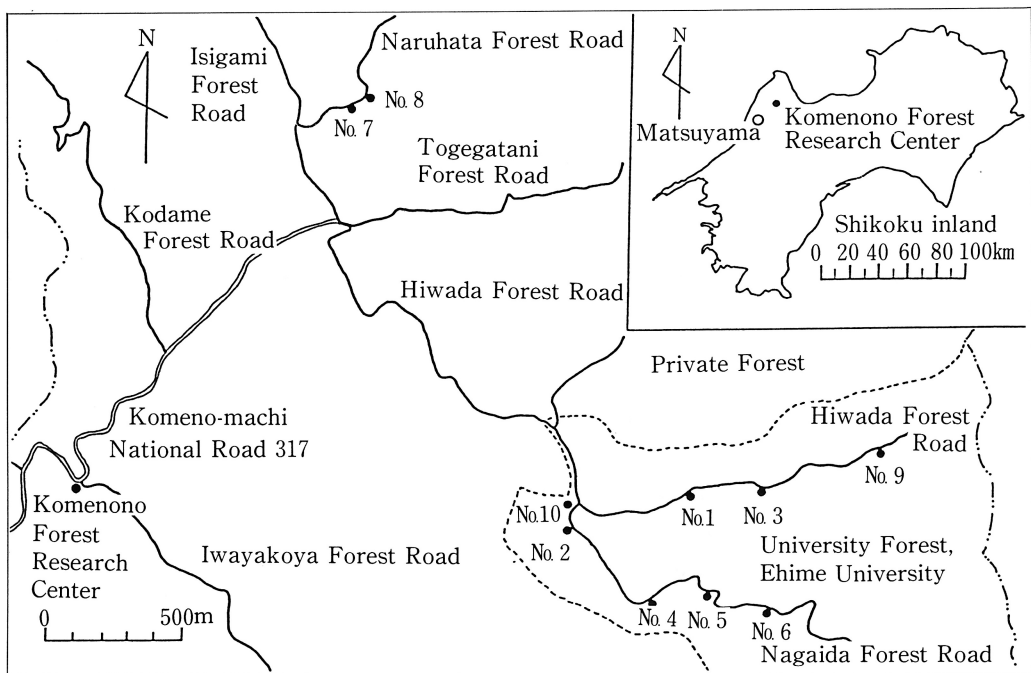 N
Isigami
Forest
Road
Naruhata Forest Road
No. 8
No. 7
Togegatani
Forest Road
Kodame
Forest Road
Hiwada Forest Road
N
Komenono Forest
Research Center
Matsuyama
Shikoku inland
0 20 40 60 80 100km
Private Forest
Hiwada Forest
Road
Komeno-machi
National Road 317
No. 9
Komenono
Forest
Research
Center
No.10
No. 2
No.1
No. 3
Iwayakoya Forest Road
University Forest,
Ehime University
0 500m
No. 4
No. 5
No. 6
Nagaida Forest Road